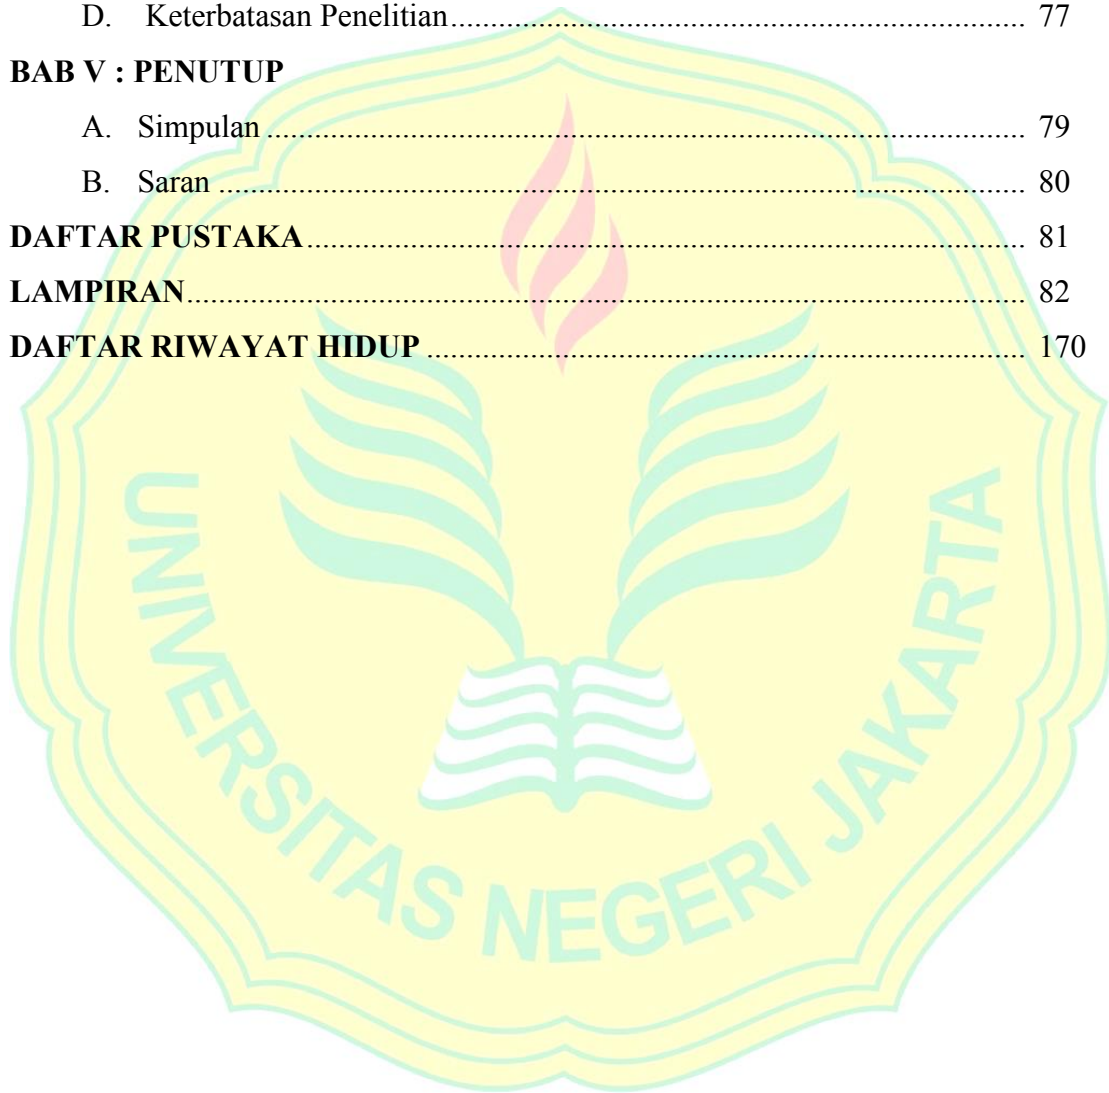 D. Keterbatasan Penelitian........................................................................ 77
BAB V : PENUTUP
A. Simpulan ............................................................................................... 79
B. Saran ..................................................................................................... 80
DAFTAR PUSTAKA.......................................................................................... 81
LAMPIRAN......................................................................................................... 82
DAFTAR RIWAYAT HIDUP ........................................................................... 170
UNIVERSITAS NEGERI JAKARTA